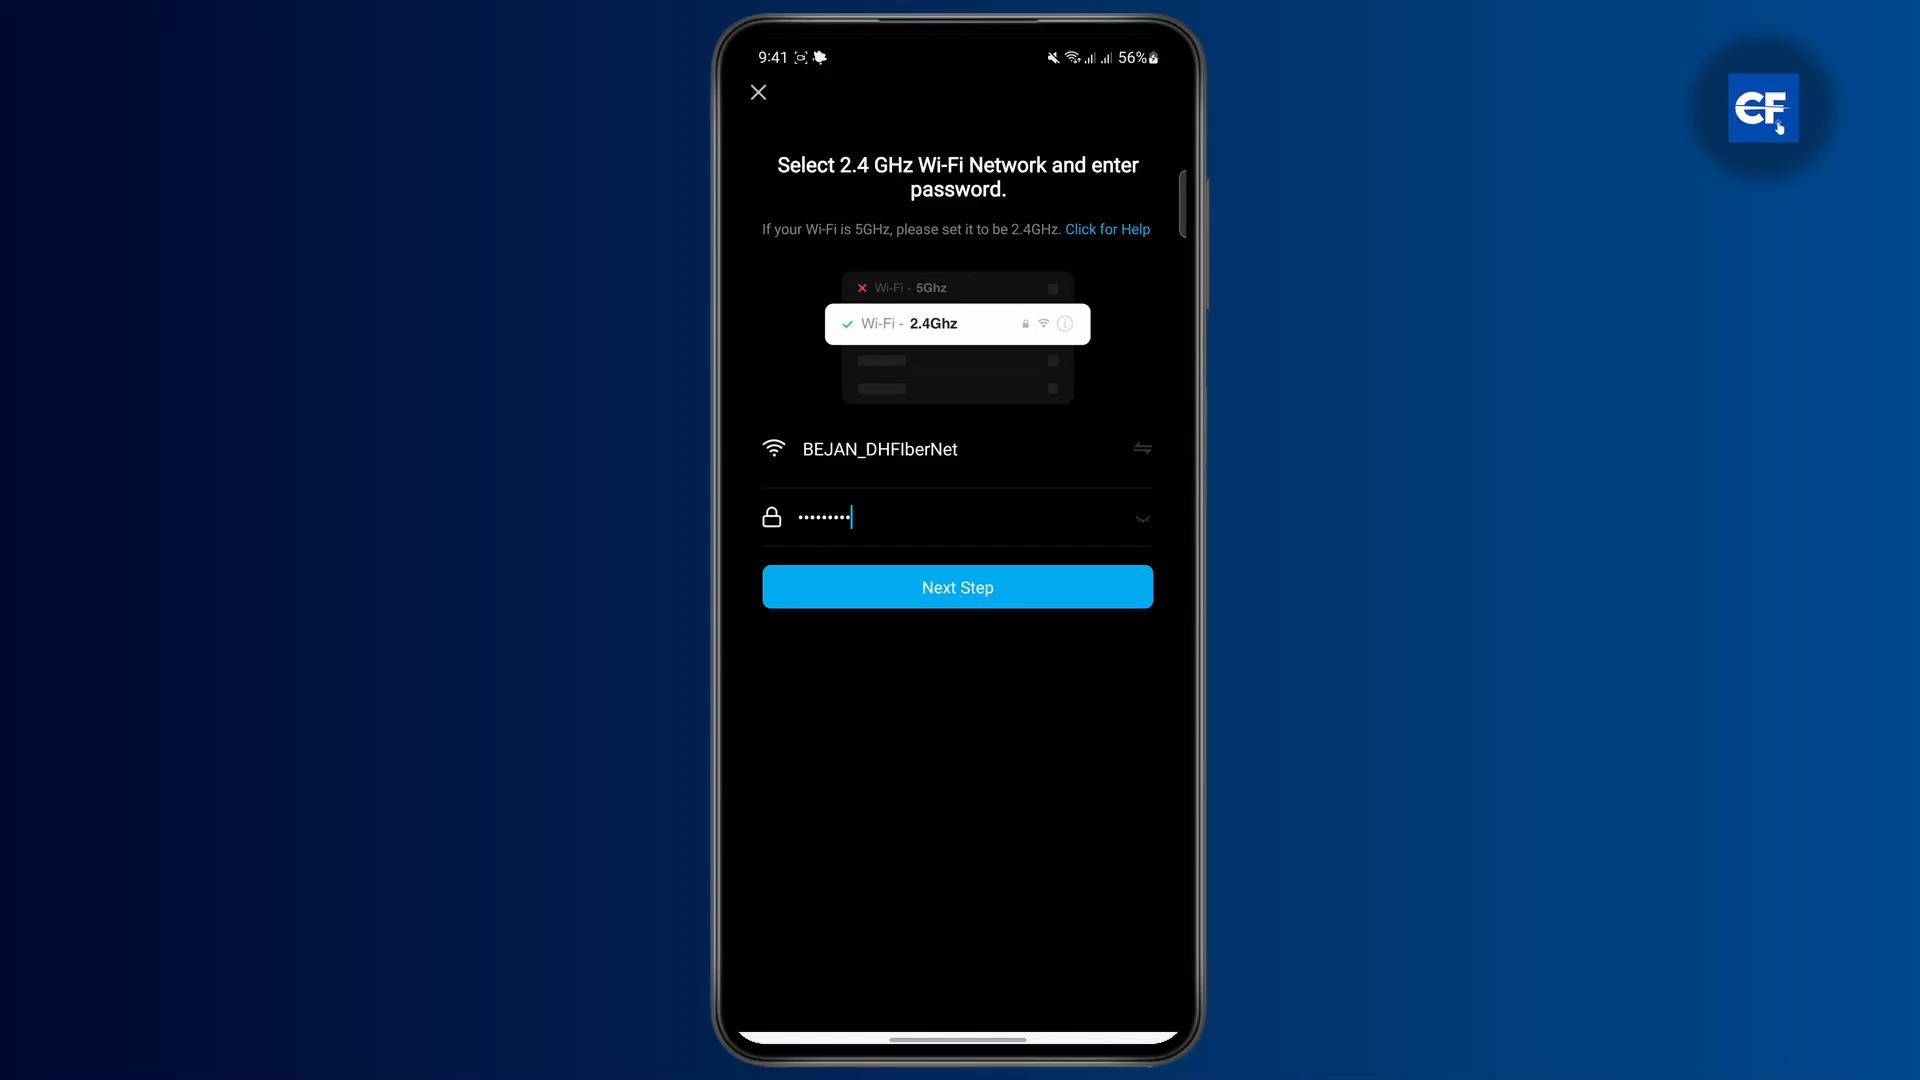 9:41 56%
CF
Select 2.4 GHz Wi-Fi Network and enter
password.
If your Wi-Fi is 5GHz, please set it to be 2.4GHz. Click for Help
Wi-Fi - 5Ghz
Wi-Fi - 2.4Ghz
BEJAN_DHFIberNet
•••••••••
Next Step